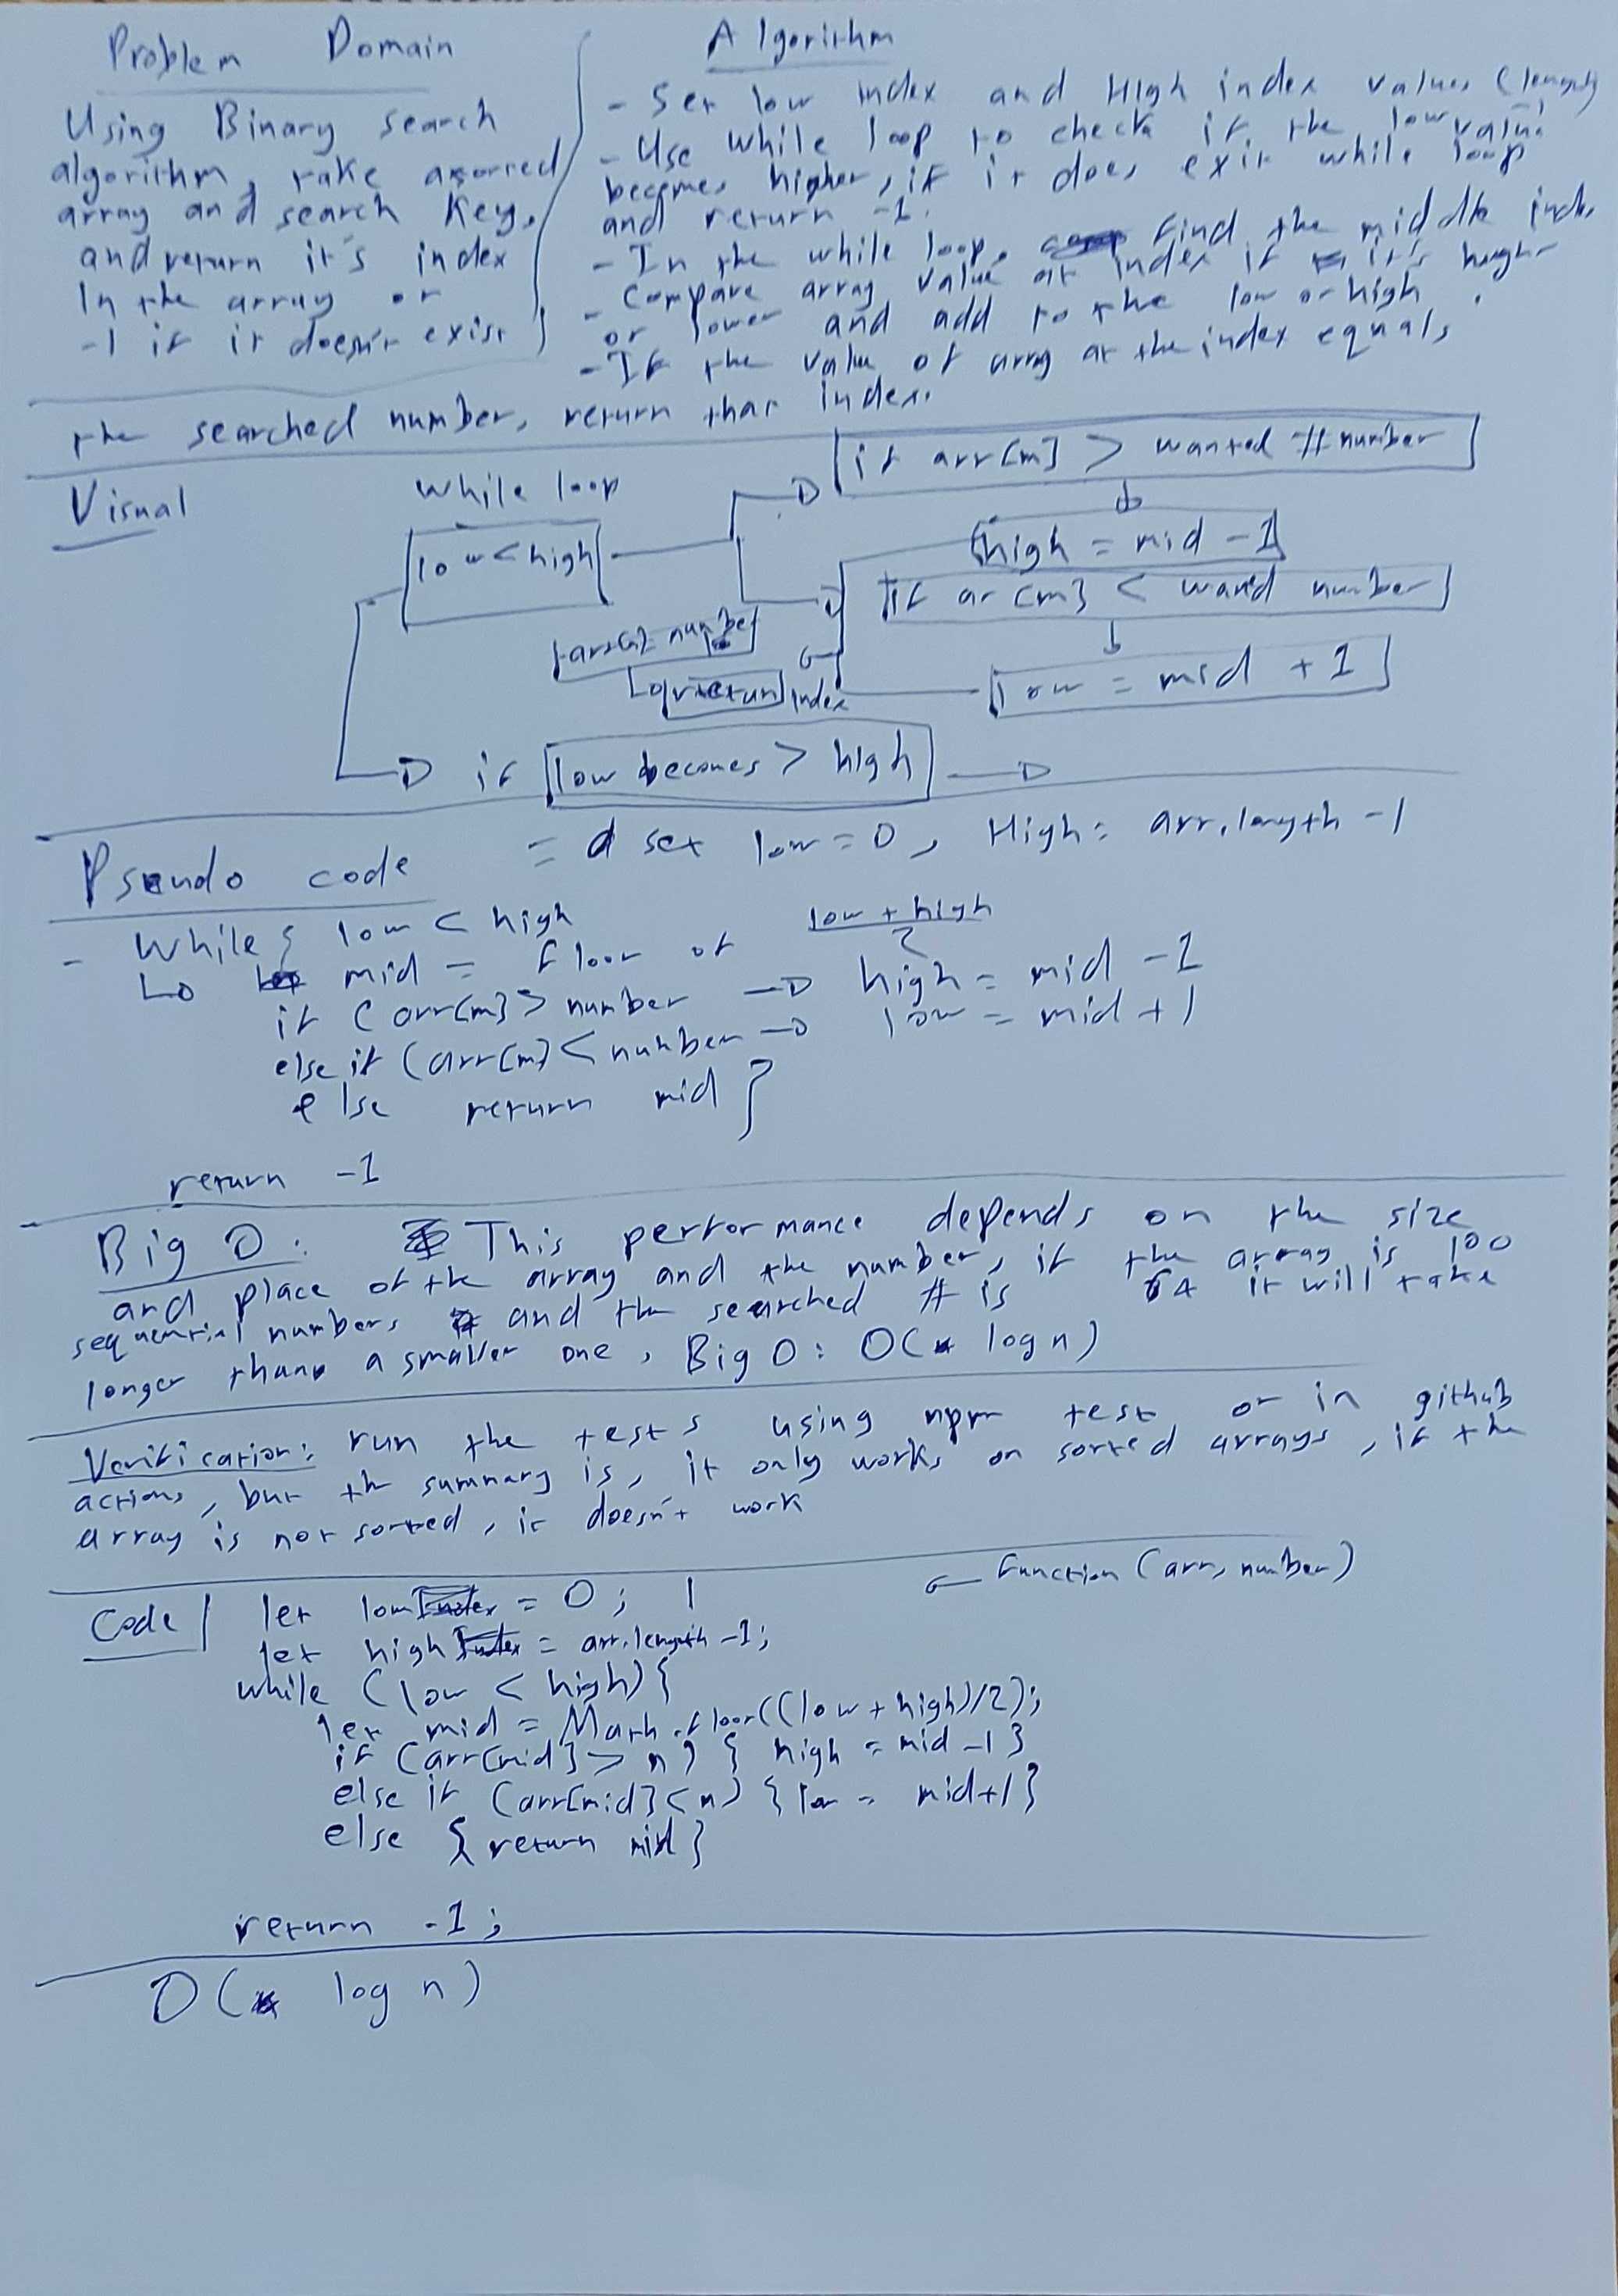 Problem Domain
Using Binary search
algorithm, take a sorted
array and search key,
and return it's index
In the array or
-1 if it doesn't exist
Algorithm
- Set low index and High index values (length)
- Use while loop to check if the low value
becomes higher, if it does exit while loop
and return -1.
- In the while loop, find the middle
- Compare array value at index if it's
or lower and add to the low or high
- If the value of array at the index equals
the searched number, return that index.
Visual
while loop
low < high
if arr[m] > wanted # number
high = mid - 1
if ar[m] < number
low = mid + 1
number
index
if low becomes > high
Pseudo code
= set low = 0, High = arr.length - 1
- While { low < high
mid = floor of low + high / 2
if (arr[m] > number → high = mid - 1
else if (arr[m] < number → low = mid + 1
else return mid }
return -1
Big O: This performance depends on the size
and place of the array and the number, if the array is 100
sequential numbers and the searched # is it will take
longer than a smaller one, Big O: O( log n)
Verification: run the tests using npm test or in github
actions, but the summary is, it only works on sorted arrays, if the
array is not sorted, it doesn't work
Code
← Function (arr, number)
let low = 0;
let high = arr.length - 1;
while (low < high) {
let mid = Math.floor((low + high)/2);
if (arr[mid] > n) { high = mid - 1 }
else if (arr[mid] < n) { low = mid+1 }
else { return mid }
return -1;
O( log n)